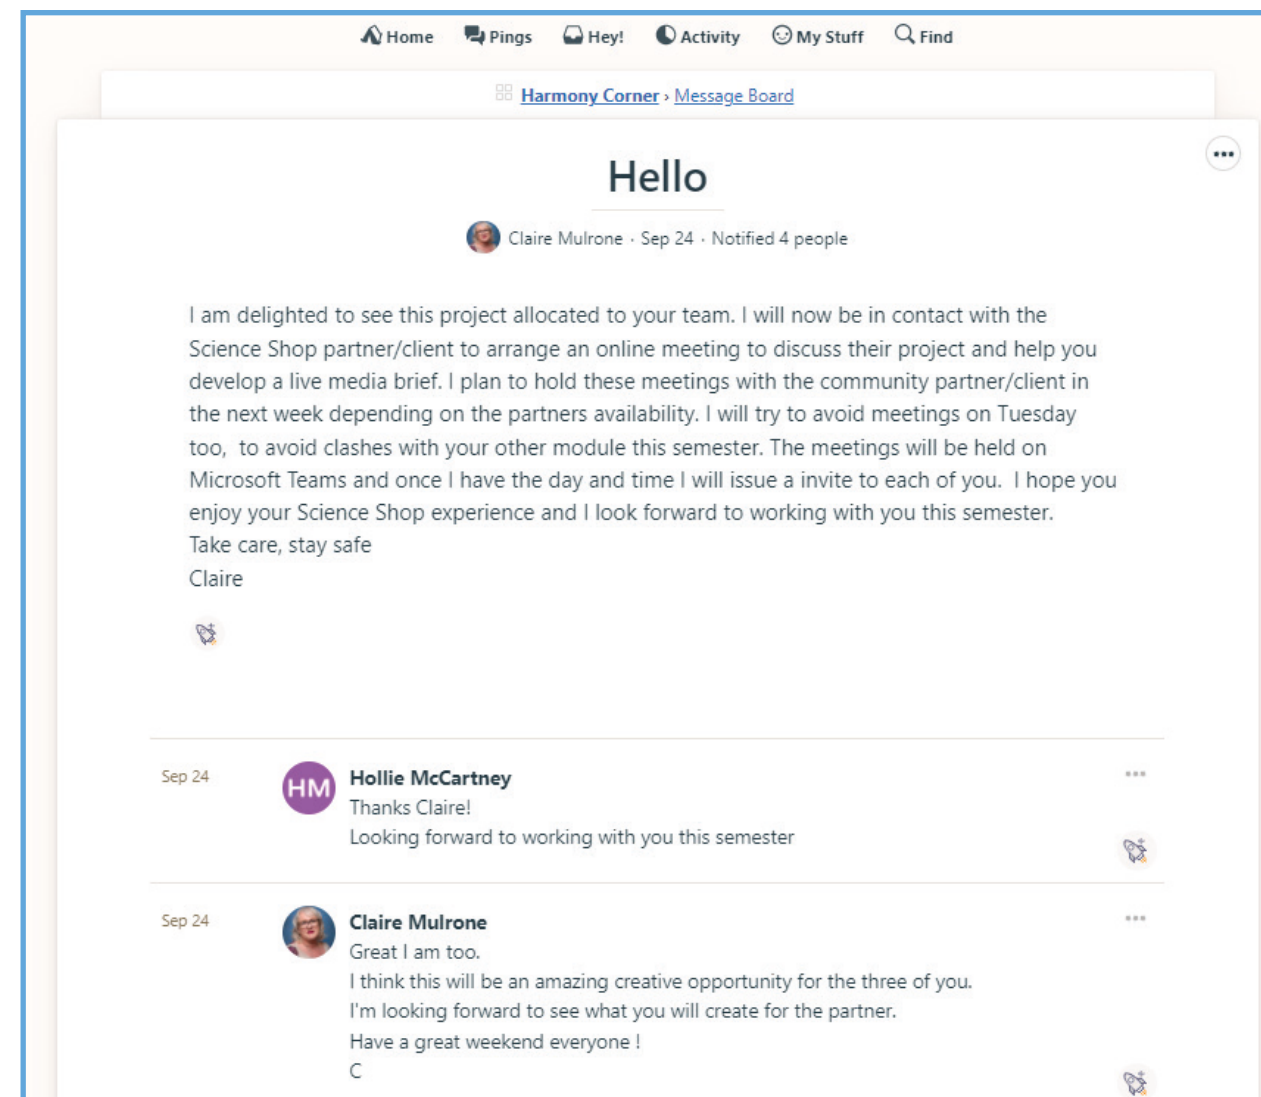 Home Pings Hey! Activity My Stuff Find
Harmony Corner › Message Board
Hello
Claire Mulrone · Sep 24 · Notified 4 people
I am delighted to see this project allocated to your team. I will now be in contact with the
Science Shop partner/client to arrange an online meeting to discuss their project and help you
develop a live media brief. I plan to hold these meetings with the community partner/client in
the next week depending on the partners availability. I will try to avoid meetings on Tuesday
too,  to avoid clashes with your other module this semester. The meetings will be held on
Microsoft Teams and once I have the day and time I will issue a invite to each of you.  I hope you
enjoy your Science Shop experience and I look forward to working with you this semester.
Take care, stay safe
Claire
Sep 24
HM
Hollie McCartney
Thanks Claire!
Looking forward to working with you this semester
Sep 24
Claire Mulrone
Great I am too.
I think this will be an amazing creative opportunity for the three of you.
I'm looking forward to see what you will create for the partner.
Have a great weekend everyone !
C